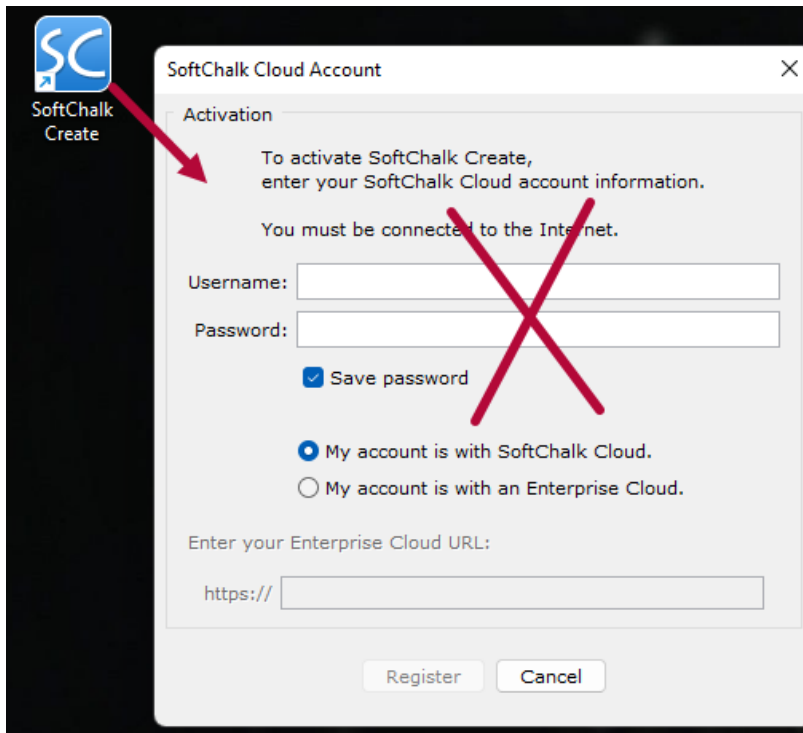 SC
SoftChalk
Create
SoftChalk Cloud Account
Activation
To activate SoftChalk Create,
enter your SoftChalk Cloud account information.
You must be connected to the Internet.
Username:
Password:
Save password
My account is with SoftChalk Cloud.
My account is with an Enterprise Cloud.
Enter your Enterprise Cloud URL:
https://
Register Cancel